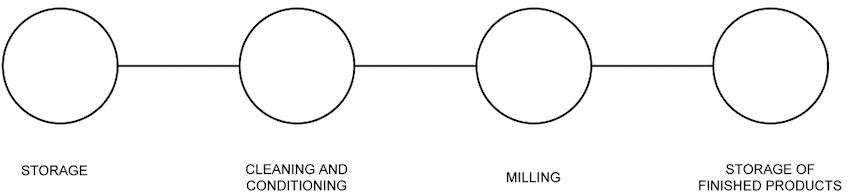 STORAGE
CLEANING AND
CONDITIONING
MILLING
STORAGE OF
FINISHED PRODUCTS